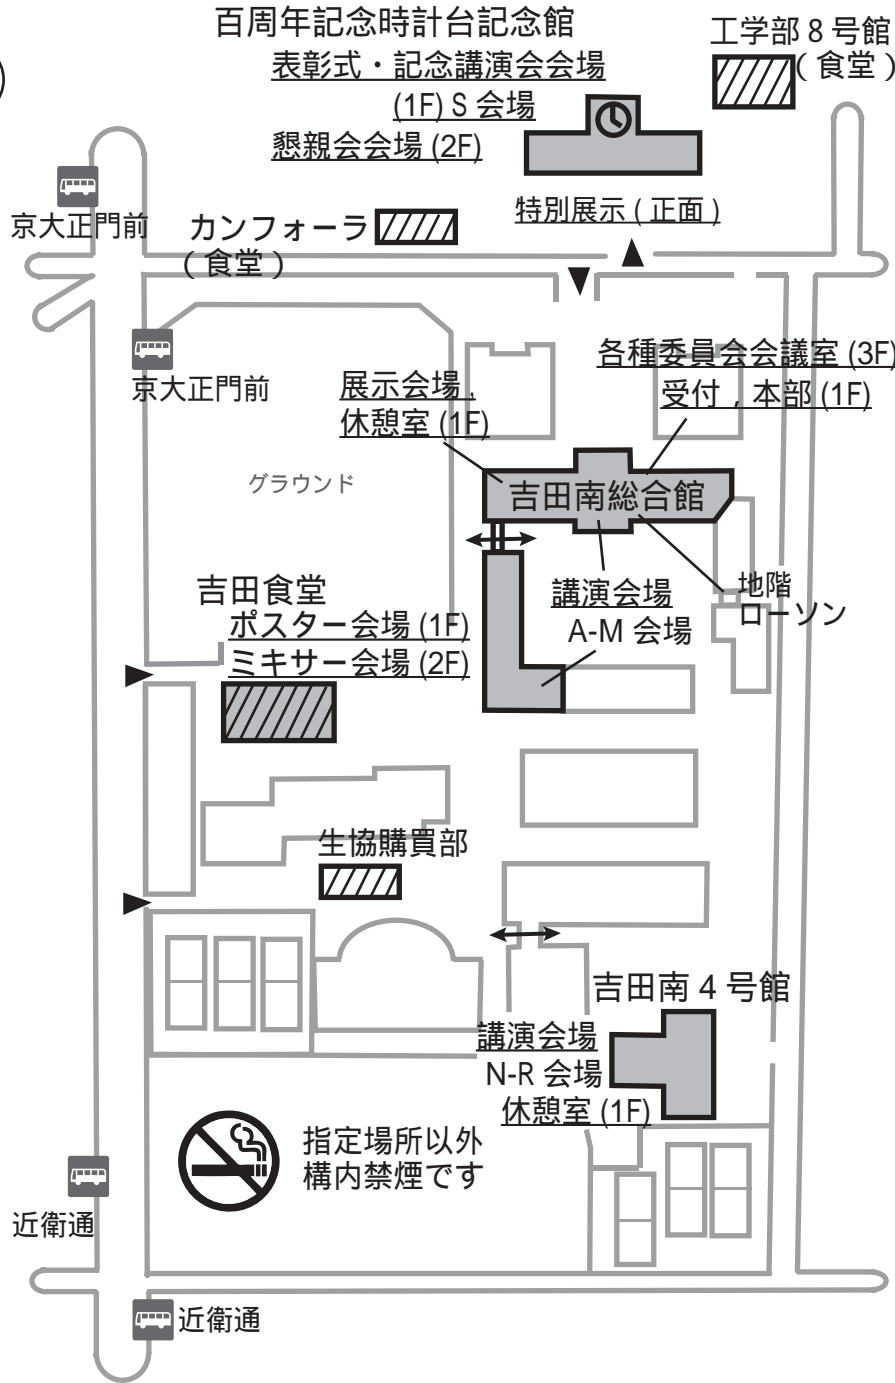 百周年記念時計台記念館
表彰式・記念講演会会場
(1F) S 会場
懇親会会場 (2F)
工学部 8 号館
( 食堂 )
特別展示 ( 正面 )
京大正門前
カンフォーラ
( 食堂 )
京大正門前
展示会場 ,
休憩室 (1F)
各種委員会会議室 (3F)
受付 , 本部 (1F)
グラウンド
吉田南総合館
吉田食堂
ポスター会場 (1F)
ミキサー会場 (2F)
講演会場
A-M 会場
地階
ローソン
生協購買部
吉田南 4 号館
講演会場
N-R 会場
休憩室 (1F)
指定場所以外
構内禁煙です
近衛通
近衛通